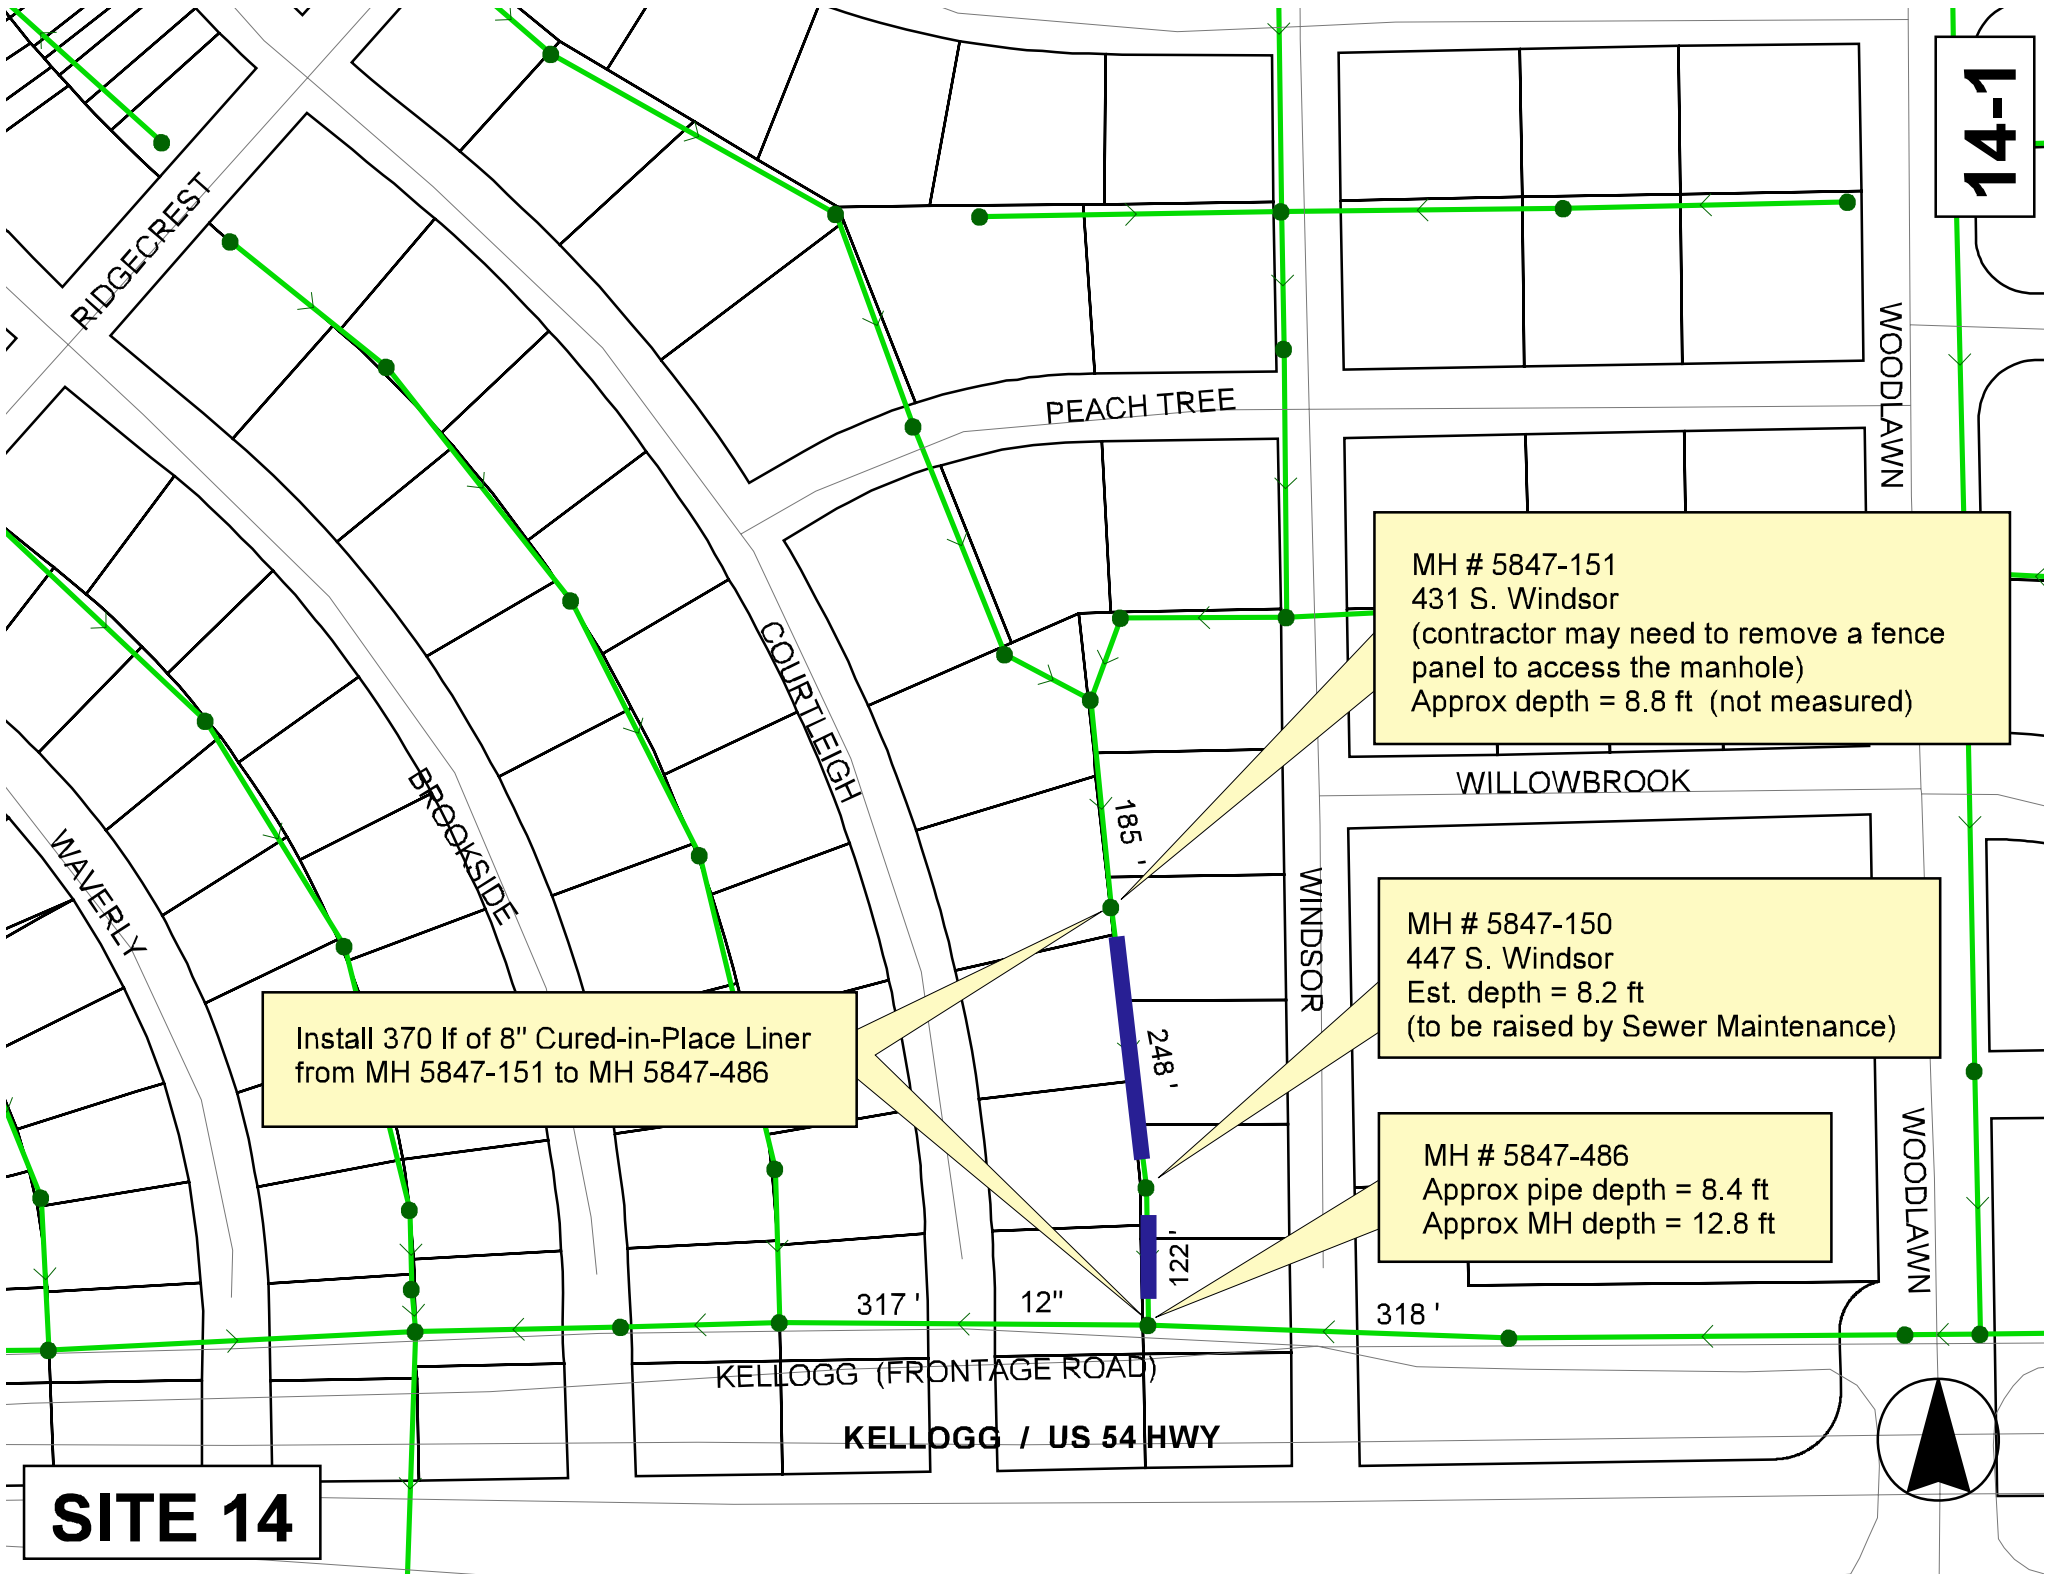 14-1
RIDGECREST
WOODLAWN
PEACH TREE
MH # 5847-151
431 S. Windsor
(contractor may need to remove a fence
panel to access the manhole)
Approx depth = 8.8 ft (not measured)
COURTLEIGH
WILLOWBROOK
BROOKSIDE
185 '
WAVERLY
WINDSOR
MH # 5847-150
447 S. Windsor
Est. depth = 8.2 ft
(to be raised by Sewer Maintenance)
Install 370 lf of 8" Cured-in-Place Liner
from MH 5847-151 to MH 5847-486
248 '
MH # 5847-486
Approx pipe depth = 8.4 ft
Approx MH depth = 12.8 ft
WOODLAWN
122 '
317 '
12"
318 '
KELLOGG (FRONTAGE ROAD)
KELLOGG / US 54 HWY
SITE 14